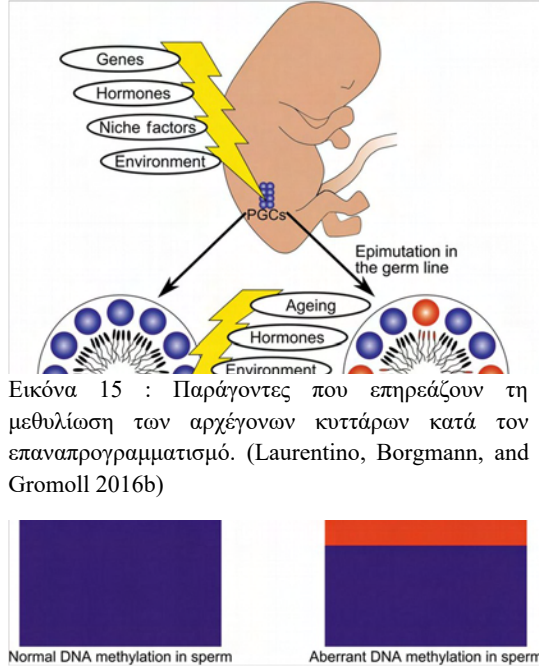 Genes
Hormones
Niche factors
Environment
PGCs
Epimutation in
the germ line
Ageing
Hormones
Environment
Εικόνα 15 : Παράγοντες που επηρεάζουν τη
μεθυλίωση των αρχέγονων κυττάρων κατά τον
επαναπρογραμματισμό. (Laurentino, Borgmann, and
Gromoll 2016b)
Normal DNA methylation in sperm
Aberrant DNA methylation in sperm